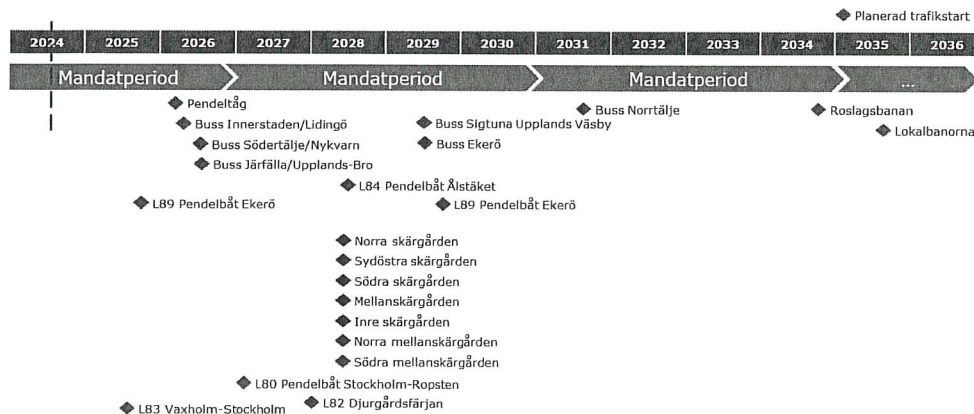 Planerad trafikstart
2024 2025 2026 2027 2028 2029 2030 2031 2032 2033 2034 2035 2036
Mandatperiod Mandatperiod Mandatperiod ...
Pendeltåg Buss Norrtälje Roslagsbanan
Buss Innerstaden/Lidingö Buss Sigtuna Upplands Väsby Lokalbanorna
Buss Södertälje/Nykvarn Buss Ekerö
Buss Järfälla/Upplands-Bro
L84 Pendelbåt Ålstäket
L89 Pendelbåt Ekerö L89 Pendelbåt Ekerö
Norra skärgården
Sydöstra skärgården
Södra skärgården
Mellanskärgården
Inre skärgården
Norra mellanskärgården
Södra mellanskärgården
L80 Pendelbåt Stockholm-Ropsten
L83 Vaxholm-Stockholm L82 Djurgårdsfärjan